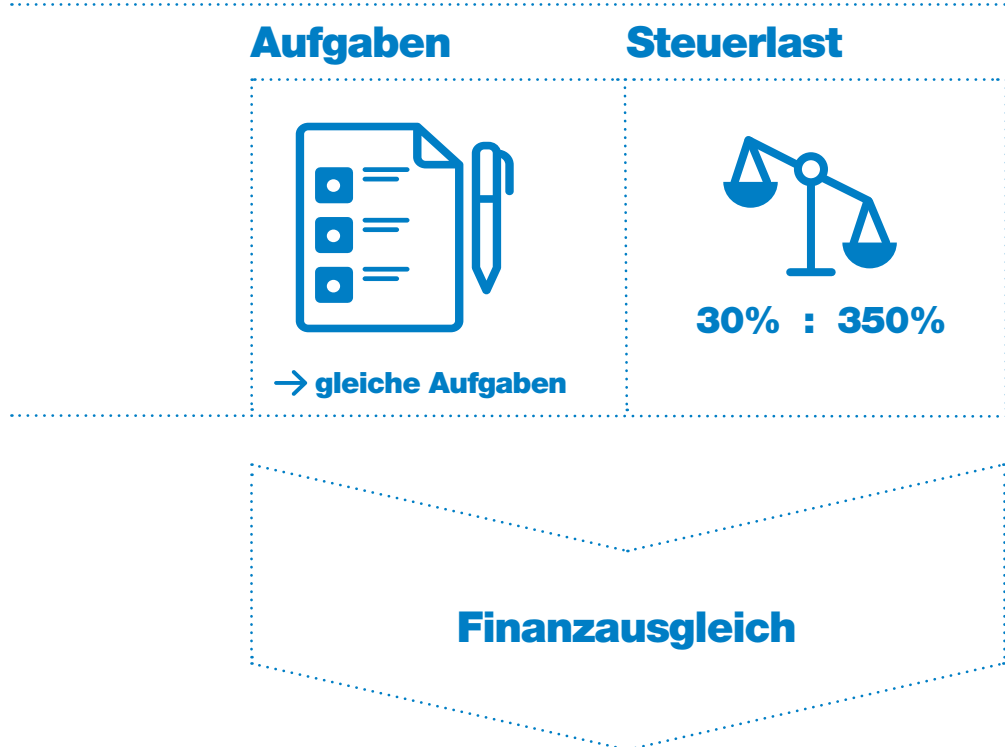 Aufgaben
Steuerlast
30% : 350%
→ gleiche Aufgaben
Finanzausgleich